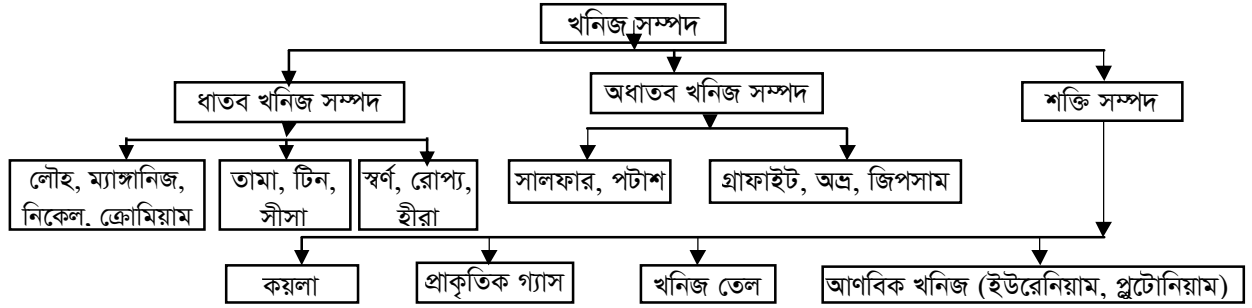 খনিজ সম্পদ
ধাতব খনিজ সম্পদ
অধাতব খনিজ সম্পদ
শক্তি সম্পদ
লৌহ, ম্যাঙ্গানিজ,
নিকেল, ক্রোমিয়াম
তামা, টিন,
সীসা
স্বর্ণ, রোপ্য,
হীরা
সালফার, পটাশ
গ্রাফাইট, অভ্র, জিপসাম
কয়লা
প্রাকৃতিক গ্যাস
খনিজ তেল
আণবিক খনিজ (ইউরেনিয়াম, প্লুটোনিয়াম)